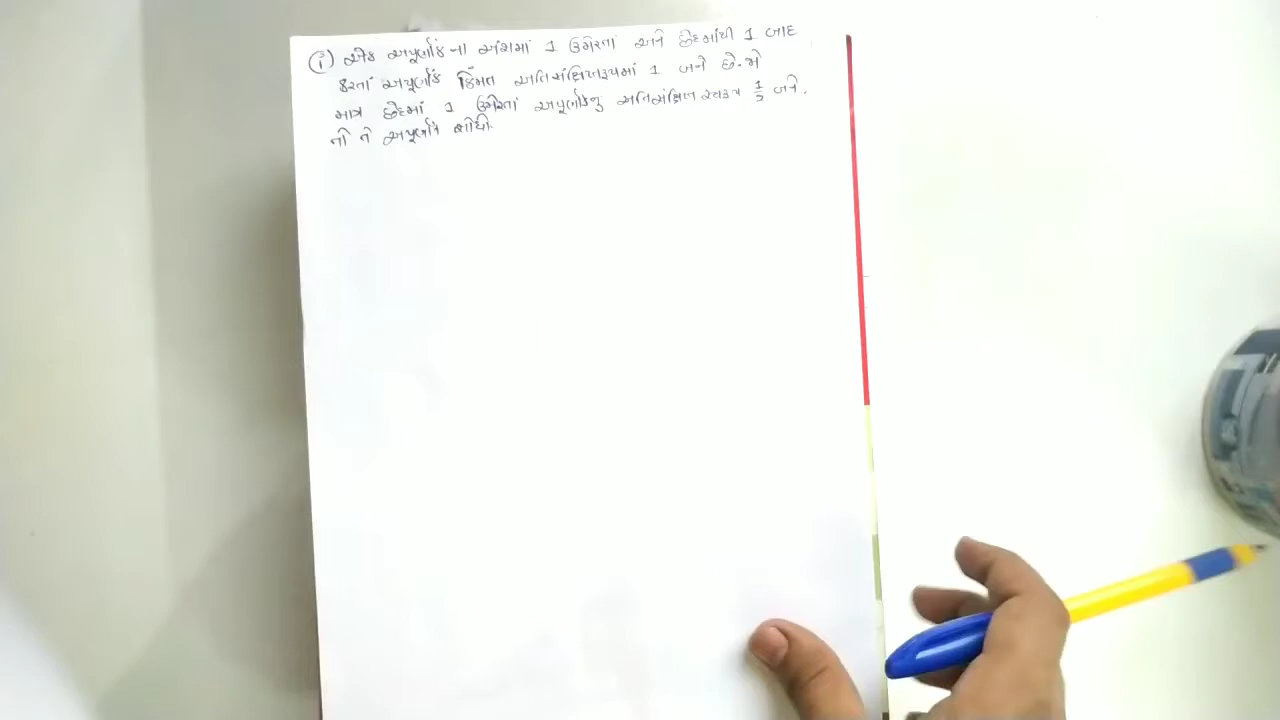 (i) એક અપૂર્ણાંકના અંશમાં 1 ઉમેરતાં અને છેદમાંથી 1 બાદ
કરતાં અપૂર્ણાંક કિંમત અતિસંક્ષિપ્તરૂપમાં 1 બને છે. જો
માત્ર છેદમાં 1 ઉમેરતાં અપૂર્ણાંકનુ અતિસંક્ષિપ્ત સ્વરૂપ 1/2 બને.
તો તે અપૂર્ણાંક શોધો.